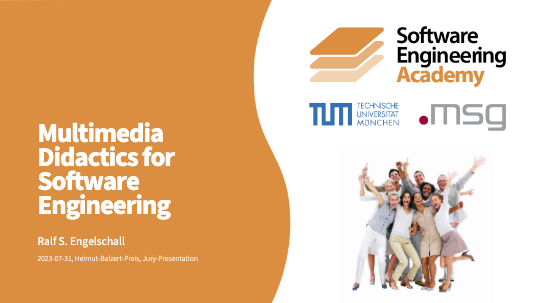 Software
Engineering
Academy
TUM TECHNISCHE
UNIVERSITÄT
MÜNCHEN
.msg
Multimedia
Didactics for
Software
Engineering
Ralf S. Engelschall
2023-07-31, Helmut-Balzert-Preis, Jury-Presentation